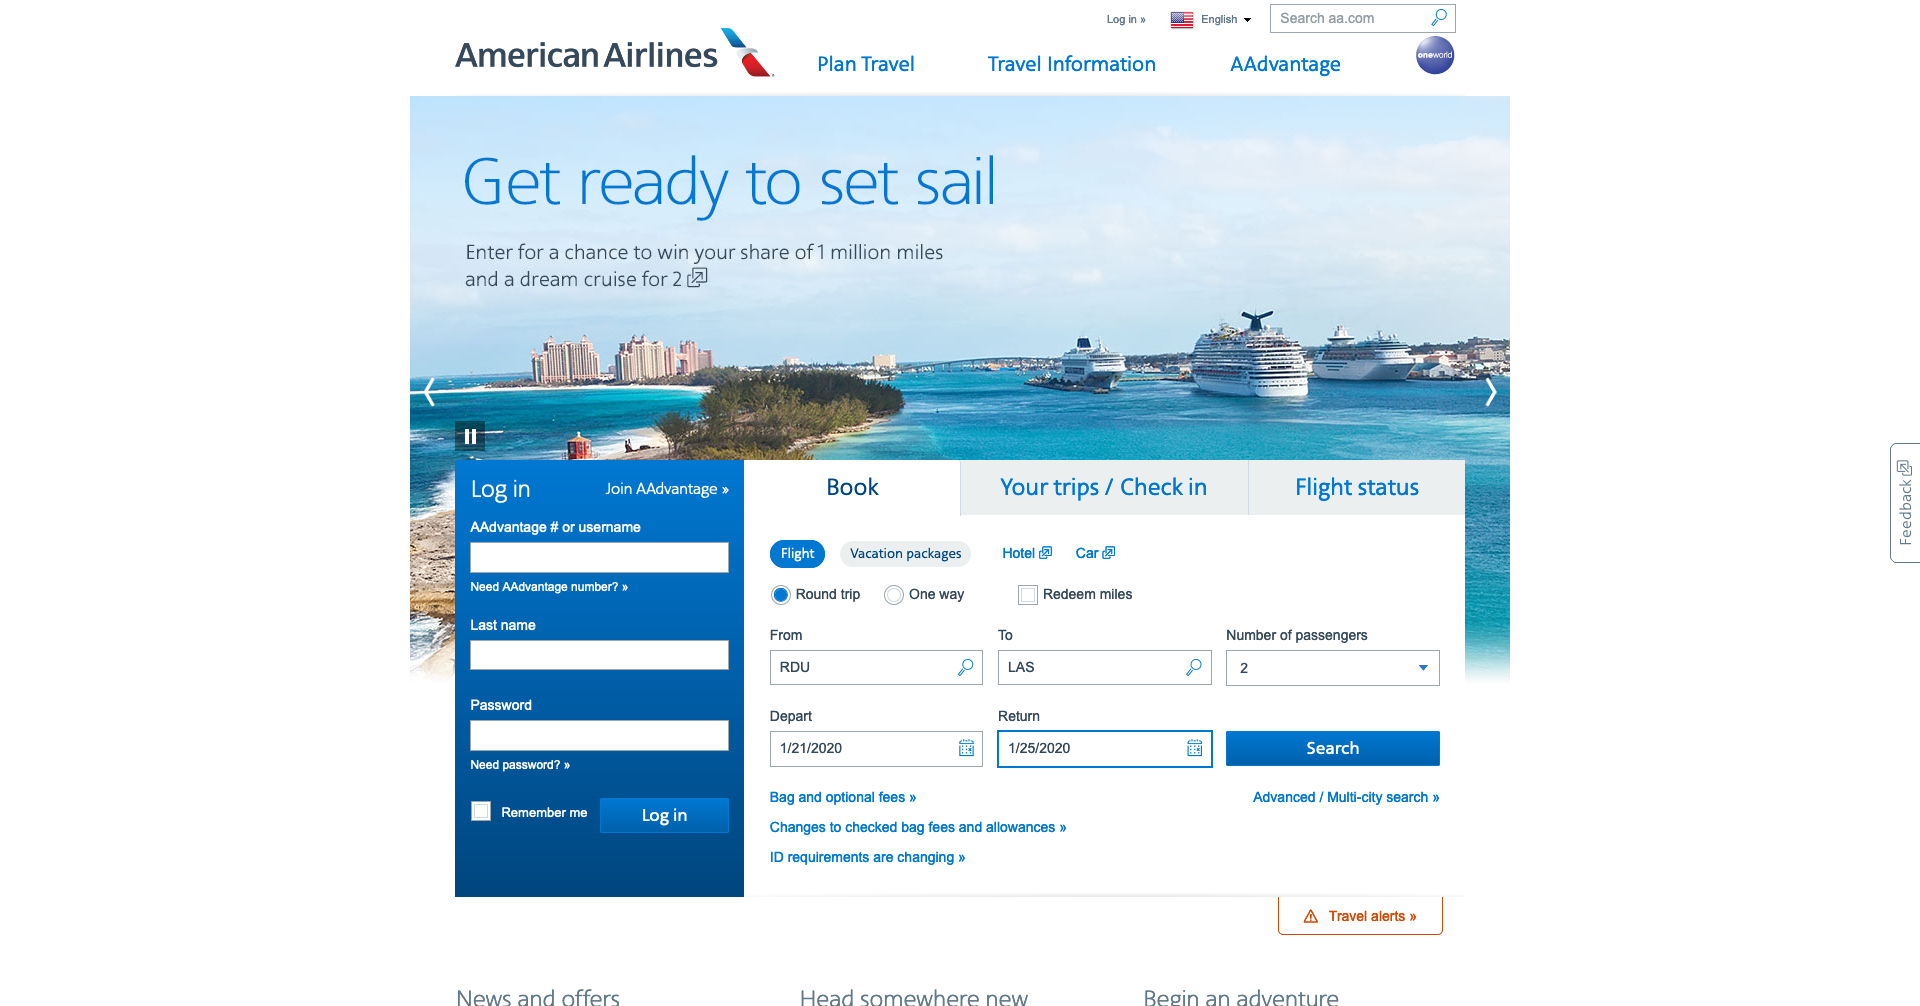 Log in »
English
Search aa.com
American Airlines
Plan Travel
Travel Information
AAdvantage
oneworld
Get ready to set sail
Enter for a chance to win your share of 1 million miles
and a dream cruise for 2
Log in
Join AAdvantage »
AAdvantage # or username
Need AAdvantage number? »
Last name
Password
Need password? »
Remember me
Log in
Book
Your trips / Check in
Flight status
Flight
Vacation packages
Hotel
Car
Round trip
One way
Redeem miles
From
To
Number of passengers
RDU
LAS
2
Depart
Return
1/21/2020
1/25/2020
Search
Bag and optional fees »
Advanced / Multi-city search »
Changes to checked bag fees and allowances »
ID requirements are changing »
Travel alerts »
Feedback
News and offers
Head somewhere new
Begin an adventure